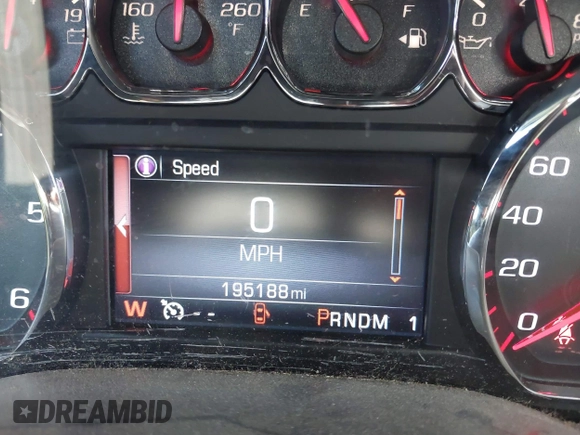 19
160 260
°F
E F
0
Speed
0
MPH
195188 mi
W -- PRNDM 1
5
6
60
40
20
0
DREAMBID